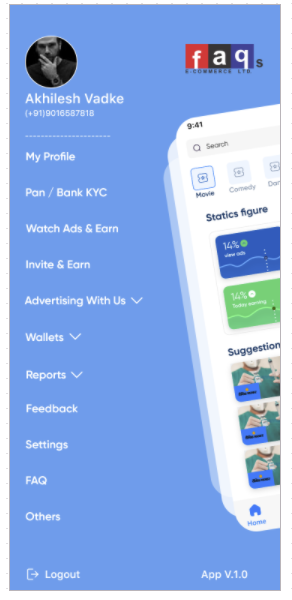 faqs
E-COMMERCE LTD.
Akhilesh Vadke
(+91)9016587618
My Profile
Pan / Bank KYC
Watch Ads & Earn
Invite & Earn
Advertising With Us
Wallets
Reports
Feedback
Settings
FAQ
Others
Logout
App V.1.0
9:41
Search
Movie Comedy Dan
Statics figure
14%
view ads
14%
Today earning
Suggestion
Home